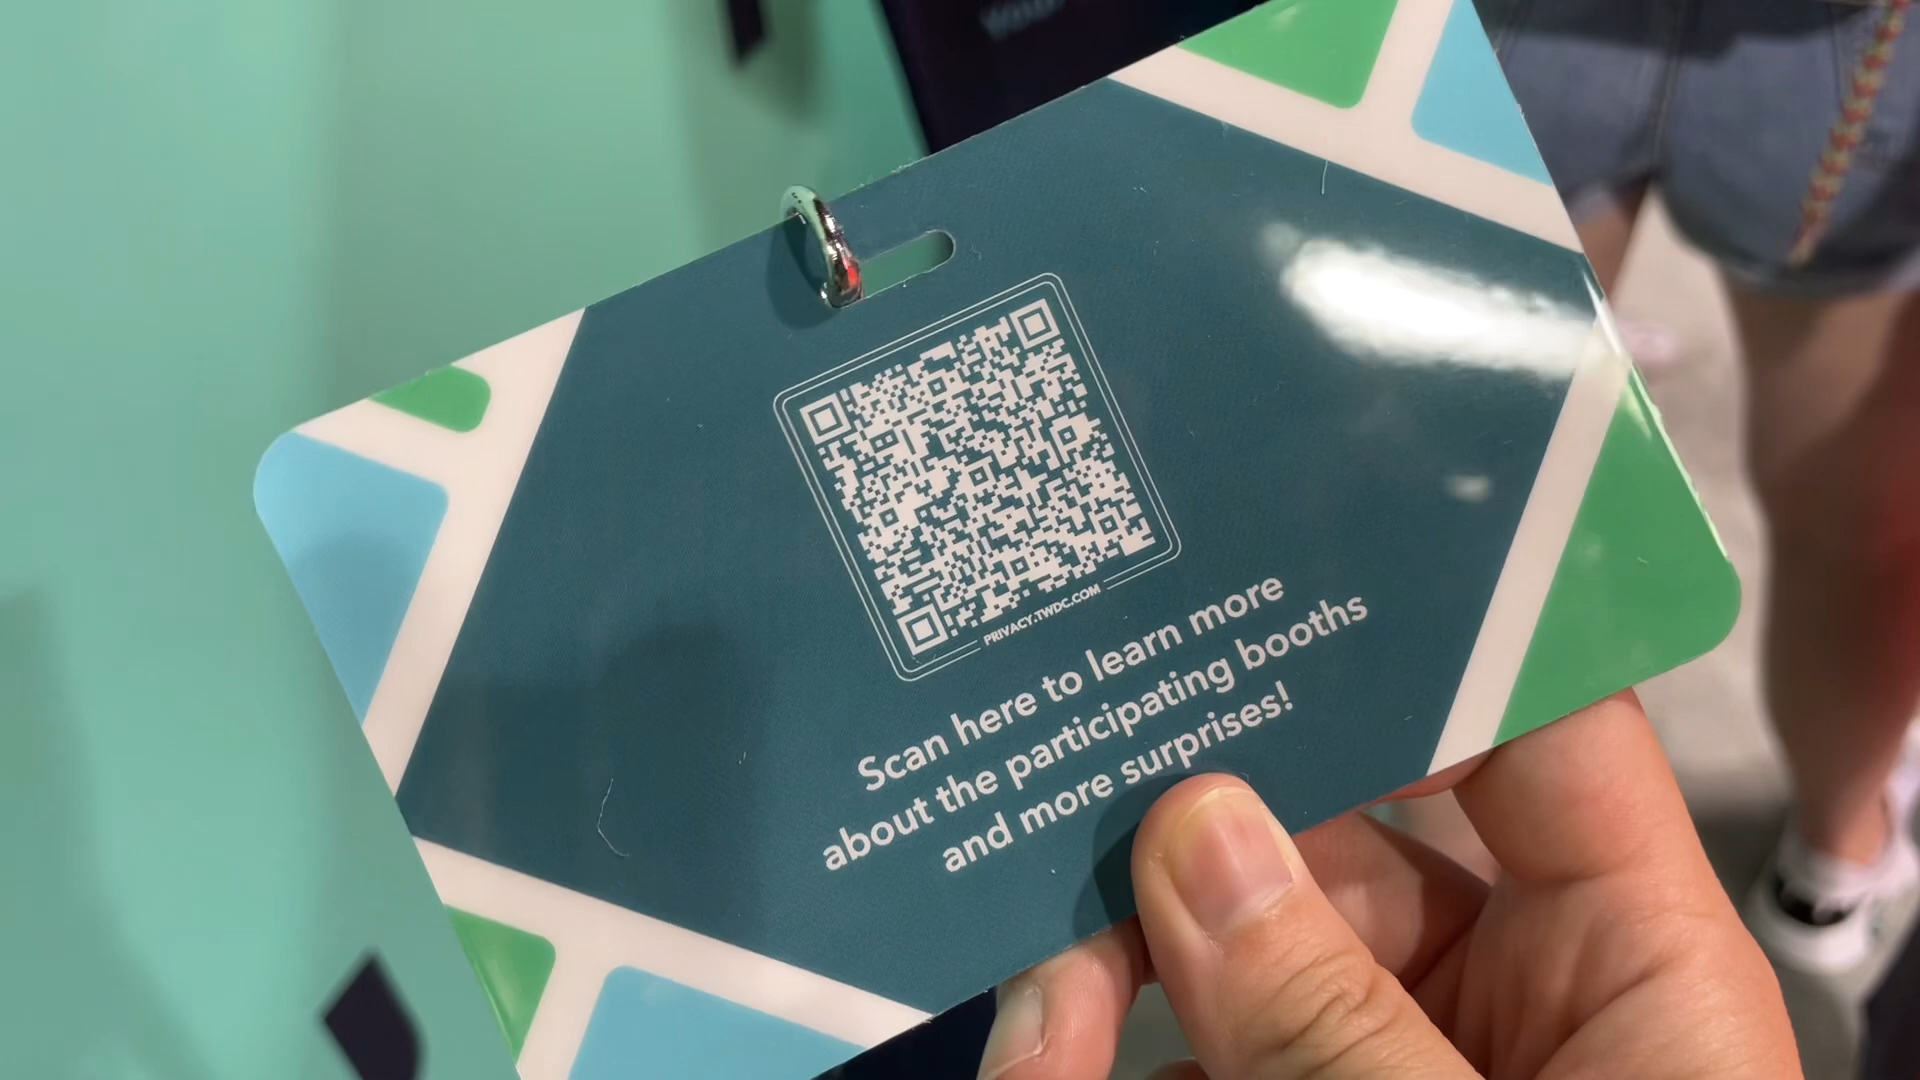 PRIVACY.TWDC.COM
Scan here to learn more
about the participating booths
and more surprises!